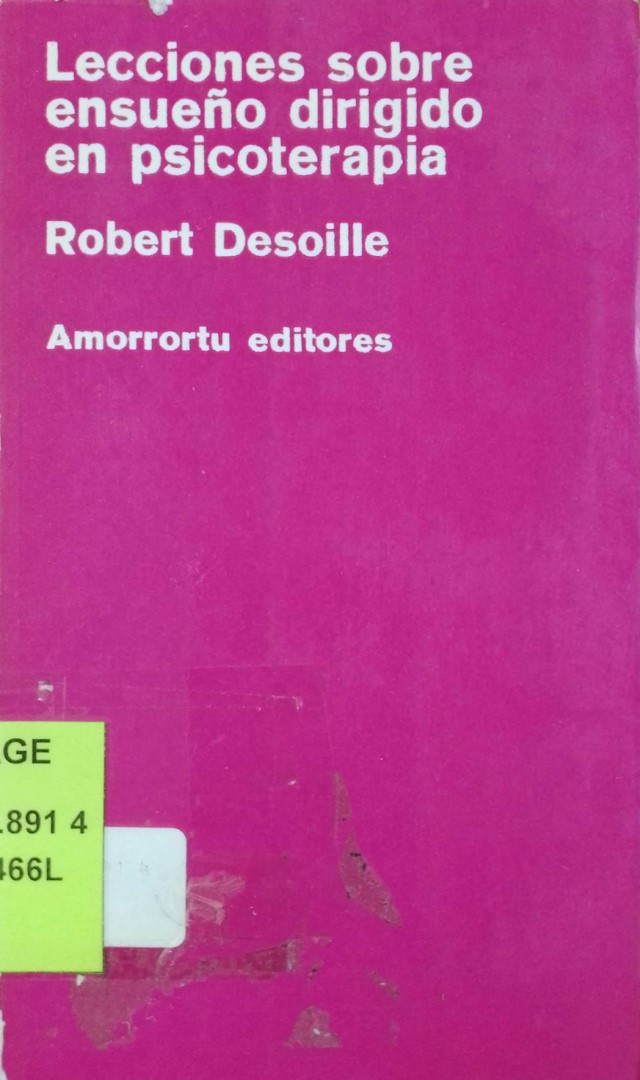 Lecciones sobre
ensueño dirigido
en psicoterapia
Robert Desoille
Amorrortu editores
GE
.891 4
466L